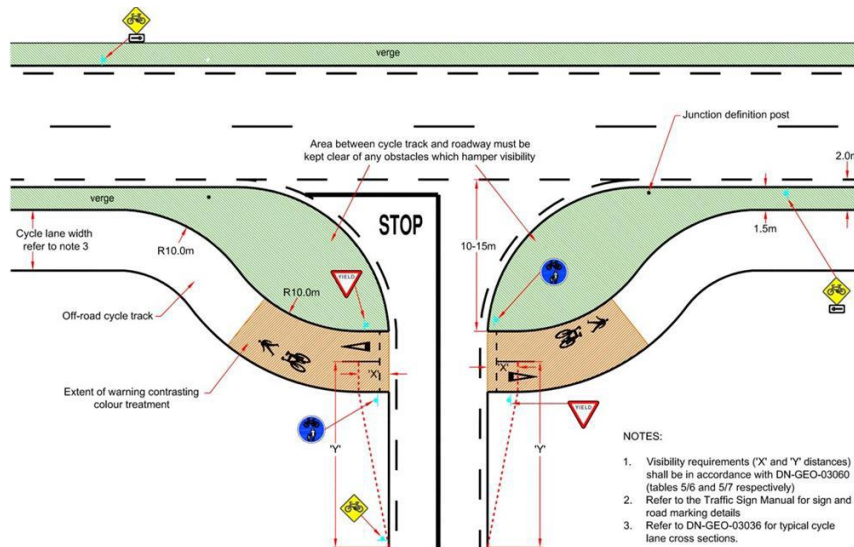 verge
Junction definition post
Area between cycle track and roadway must be
kept clear of any obstacles which hamper visibility
2.0m
verge
STOP
Cycle lane width
refer to note 3
R10.0m
10-15m
1.5m
R10.0m
YIELD
Off-road cycle track
'X'
'X'
Extent of warning contrasting
colour treatment
YIELD
'Y'
'Y'
NOTES:
1. Visibility requirements ('X' and 'Y' distances)
shall be in accordance with DN-GEO-03060
(tables 5/6 and 5/7 respectively)
2. Refer to the Traffic Sign Manual for sign and
road marking details
3. Refer to DN-GEO-03036 for typical cycle
lane cross sections.